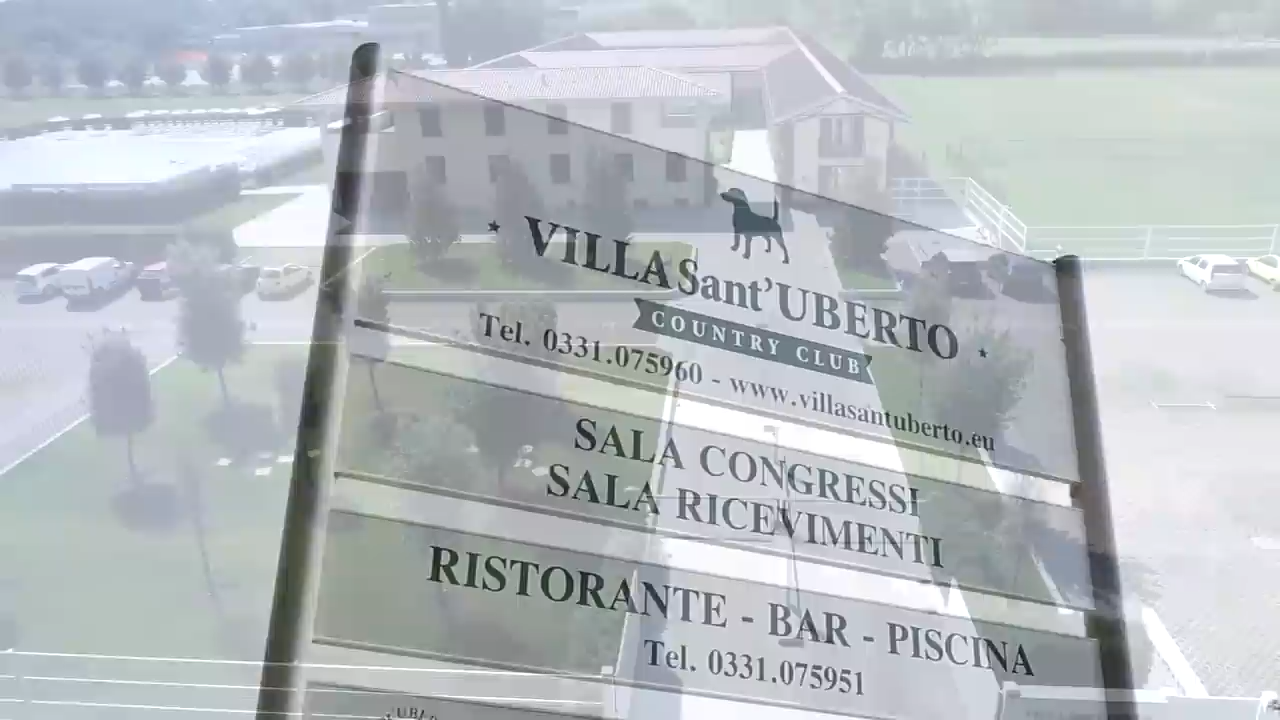 VILLA Sant'UBERTO
COUNTRY CLUB
Tel. 0331.075960 - www.villasantuberto.eu
SALA CONGRESSI
SALA RICEVIMENTI
RISTORANTE - BAR - PISCINA
Tel. 0331.075951